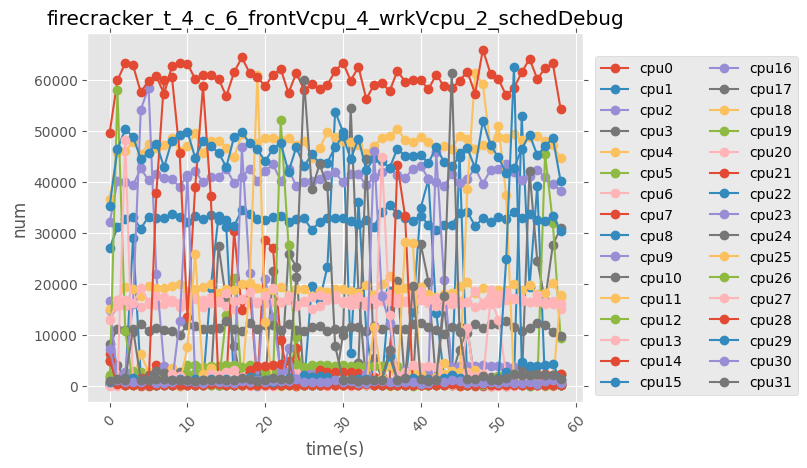 firecracker_t_4_c_6_frontVcpu_4_wrkVcpu_2_schedDebug
num
60000
50000
40000
30000
20000
10000
0
0
10
20
30
40
50
60
time(s)
cpu0
cpu1
cpu2
cpu3
cpu4
cpu5
cpu6
cpu7
cpu8
cpu9
cpu10
cpu11
cpu12
cpu13
cpu14
cpu15
cpu16
cpu17
cpu18
cpu19
cpu20
cpu21
cpu22
cpu23
cpu24
cpu25
cpu26
cpu27
cpu28
cpu29
cpu30
cpu31